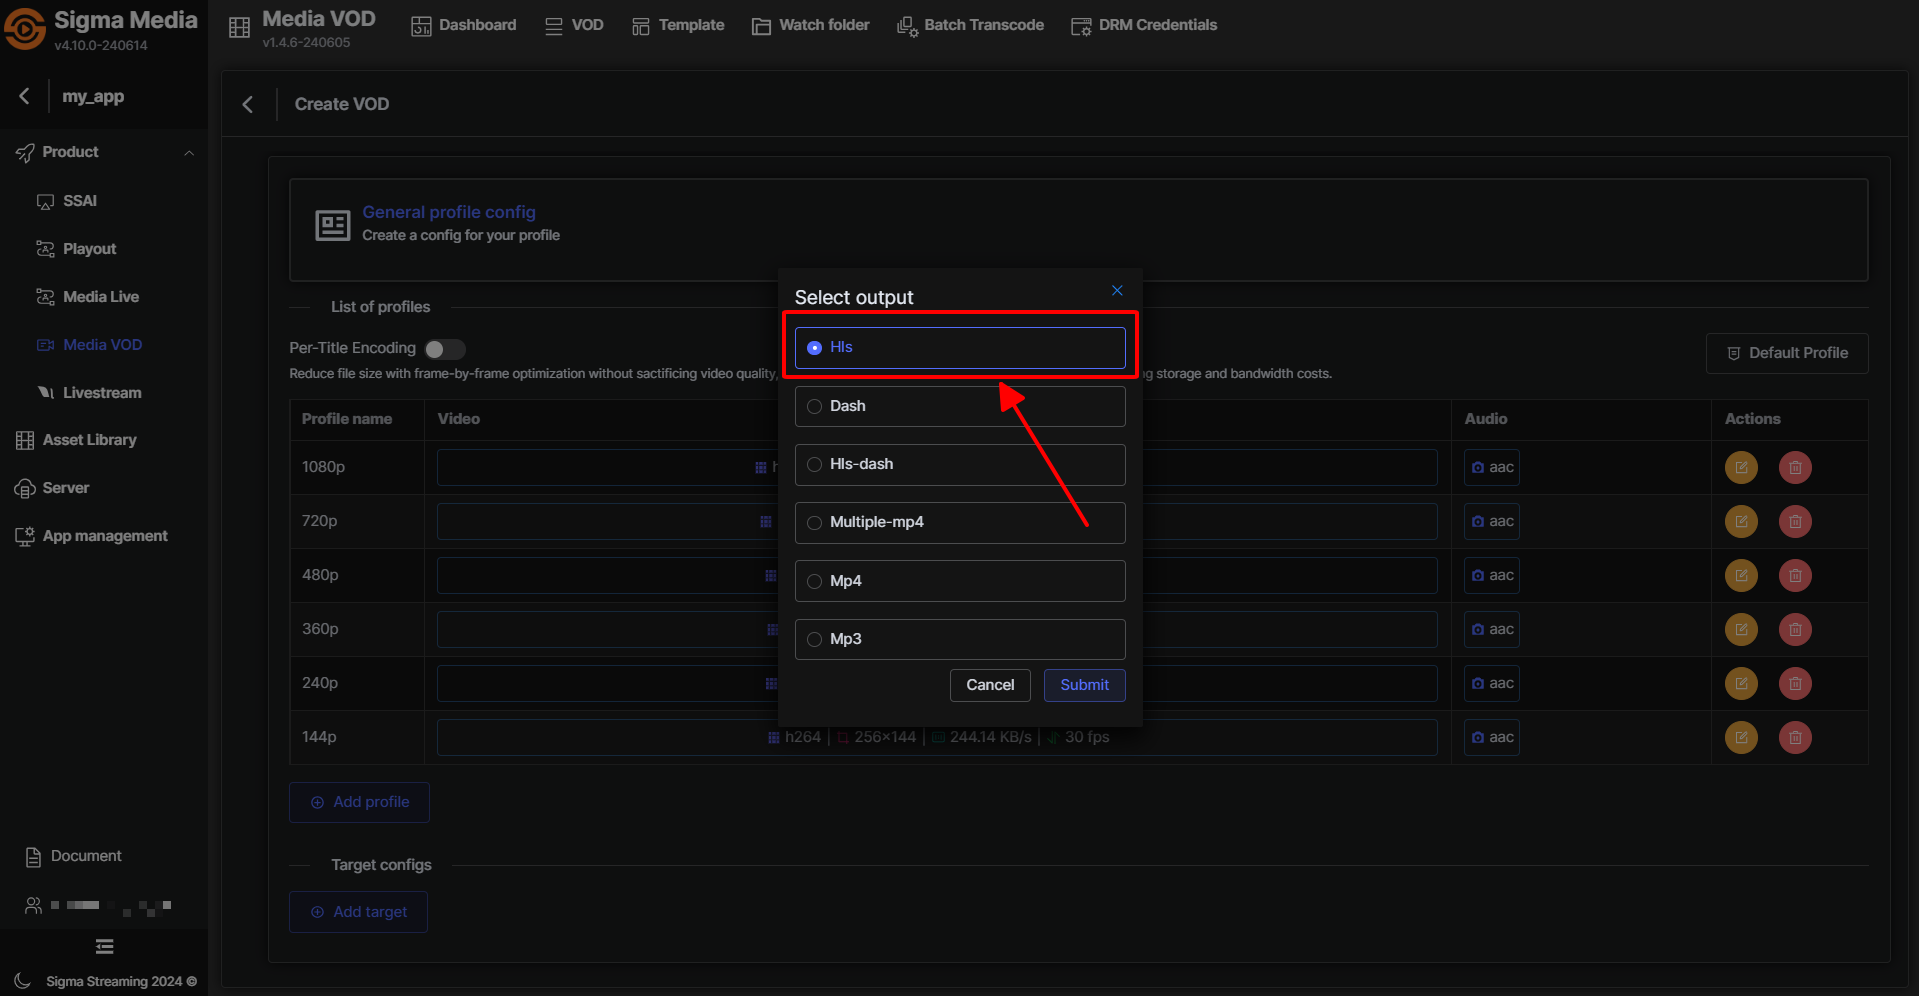 Sigma Media
v4.10.0-240614
Media VOD
v1.4.6-240605
Dashboard
VOD
Template
Watch folder
Batch Transcode
DRM Credentials
my_app
Product
SSAI
Playout
Media Live
Media VOD
Livestream
Asset Library
Server
App management
Document
Sigma Streaming 2024 ©
Create VOD
General profile config
Create a config for your profile
List of profiles
Per-Title Encoding
Default Profile
Reduce file size with frame-by-frame optimization without sactificing video quality,
storage and bandwidth costs.
Profile name Video Audio Actions
1080p aac
720p aac
480p aac
360p aac
240p aac
144p h264 | 256×144 | 244.14 KB/s | 30 fps aac
Add profile
Target configs
Add target
Select output
Hls
Dash
Hls-dash
Multiple-mp4
Mp4
Mp3
Cancel
Submit